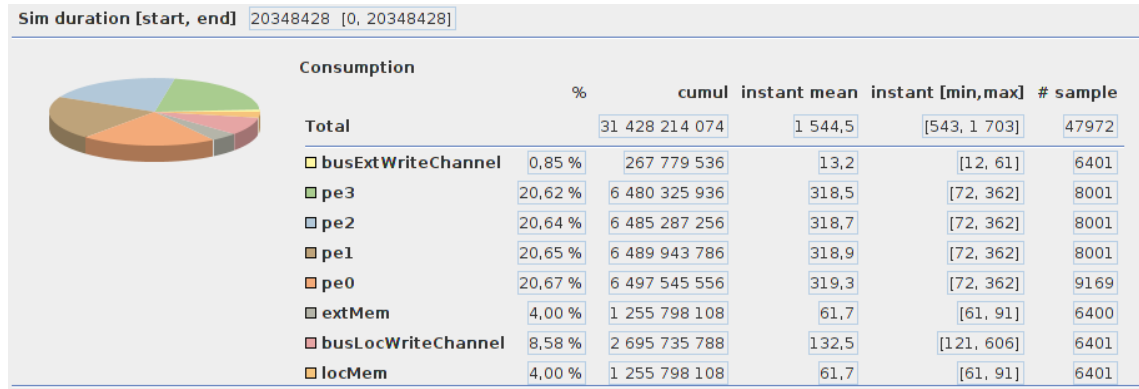 Sim duration [start, end] 20348428 [0, 20348428]
Consumption
% cumul instant mean instant [min,max] # sample
Total 31 428 214 074 1 544,5 [543, 1 703] 47972
busExtWriteChannel 0,85 % 267 779 536 13,2 [12, 61] 6401
pe3 20,62 % 6 480 325 936 318,5 [72, 362] 8001
pe2 20,64 % 6 485 287 256 318,7 [72, 362] 8001
pe1 20,65 % 6 489 943 786 318,9 [72, 362] 8001
pe0 20,67 % 6 497 545 556 319,3 [72, 362] 9169
extMem 4,00 % 1 255 798 108 61,7 [61, 91] 6400
busLocWriteChannel 8,58 % 2 695 735 788 132,5 [121, 606] 6401
locMem 4,00 % 1 255 798 108 61,7 [61, 91] 6401